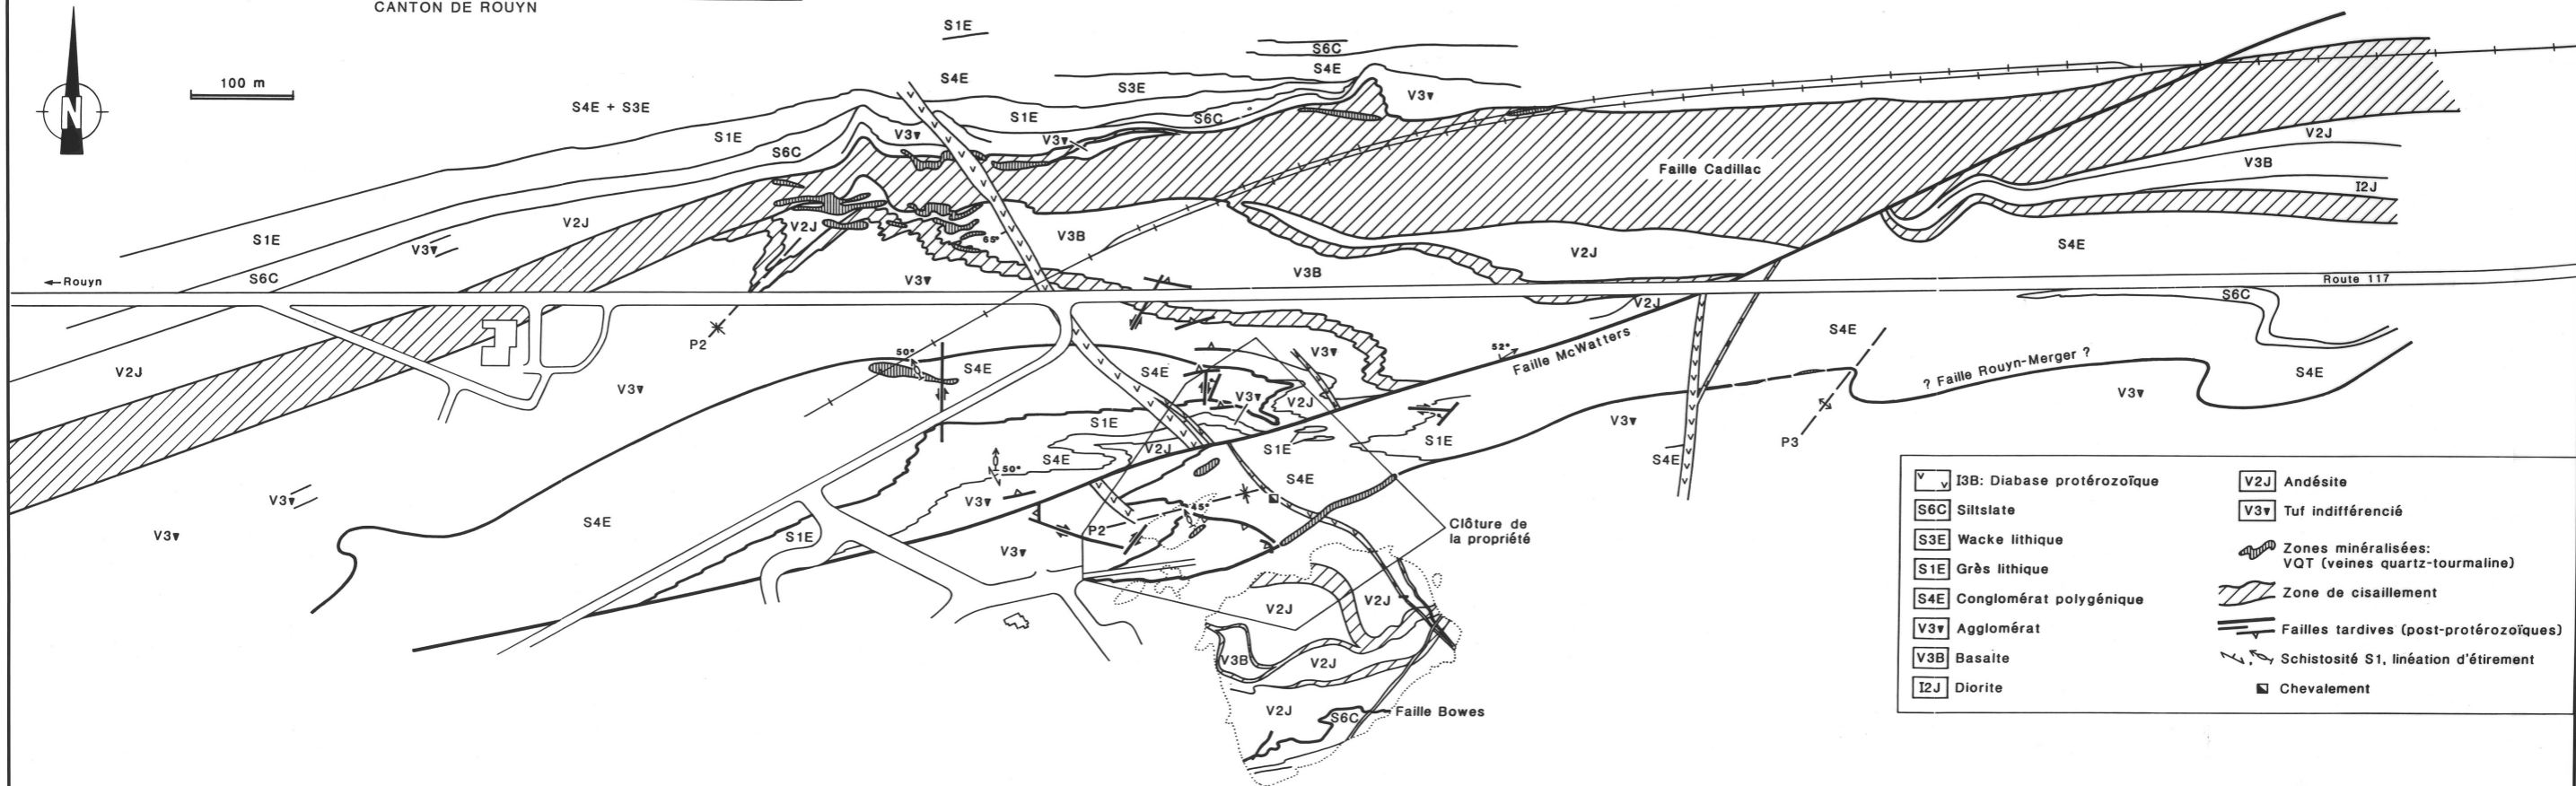 CANTON DE ROUYN
N
100 m
S1E
S4E
S4E + S3E
S6C
S4E
S3E
V3▾
S1E
S6C
S1E
V3▾
V3▾
S6C
Faille Cadillac
V2J
V3B
I2J
V2J
V2J
V3▾
S1E
S6C
65°
V3B
V3▾
V3B
V2J
S4E
←Rouyn
Route 117
V2J
S6C
P2
50°
S4E
S4E
V3▾
52°
Faille McWatters
S4E
? Faille Rouyn-Merger ?
S4E
V2J
V3▾
V3▾
V2J
V3▾
V3▾
P3
S1E
V2J
S4E
50°
S1E
S1E
S4E
S4E
V3▾
V3▾
S4E
V3▾
S1E
V3▾
P2
45°
Clôture de
la propriété
V2J
V2J
V3B
V2J
V2J
S6C
Faille Bowes
v v I3B: Diabase protérozoïque
S6C Siltslate
S3E Wacke lithique
S1E Grès lithique
S4E Conglomérat polygénique
V3▾ Agglomérat
V3B Basalte
I2J Diorite
V2J Andésite
V3▾ Tuf indifférencié
Zones minéralisées:
VQT (veines quartz-tourmaline)
Zone de cisaillement
Failles tardives (post-protérozoïques)
Schistosité S1, linéation d'étirement
Chevalement